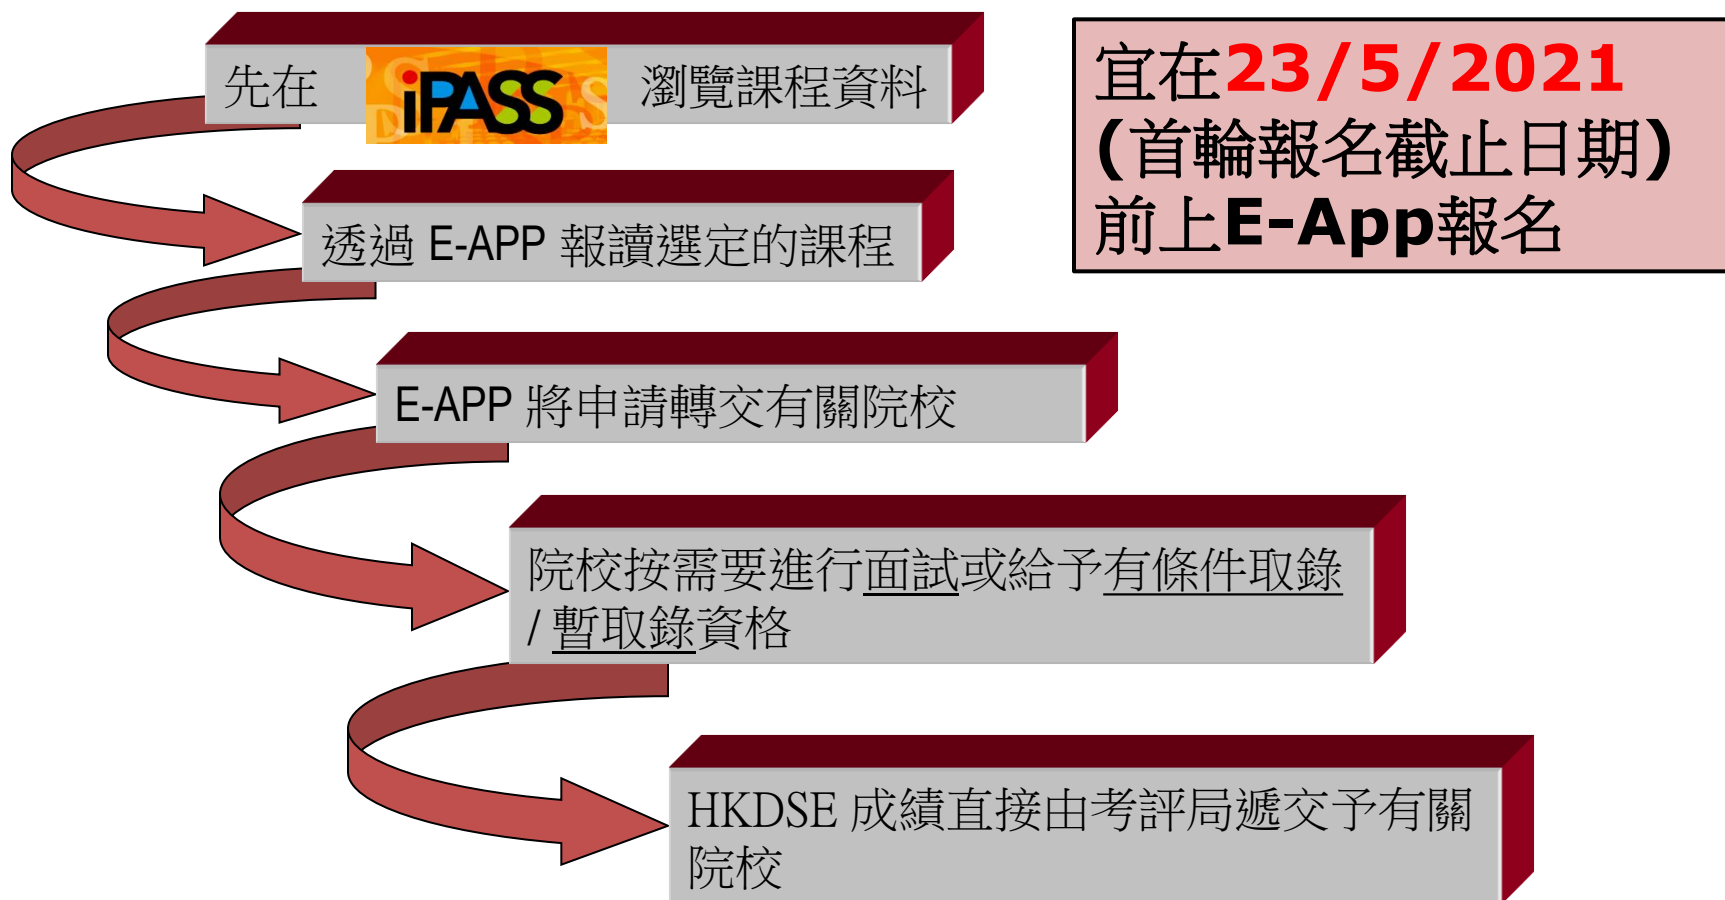 先在 iPASS 瀏覽課程資料
宜在23/5/2021
(首輪報名截止日期)
前上E-App報名
透過 E-APP 報讀選定的課程
E-APP 將申請轉交有關院校
院校按需要進行面試或給予有條件取錄
/ 暫取錄資格
HKDSE 成績直接由考評局遞交予有關
院校